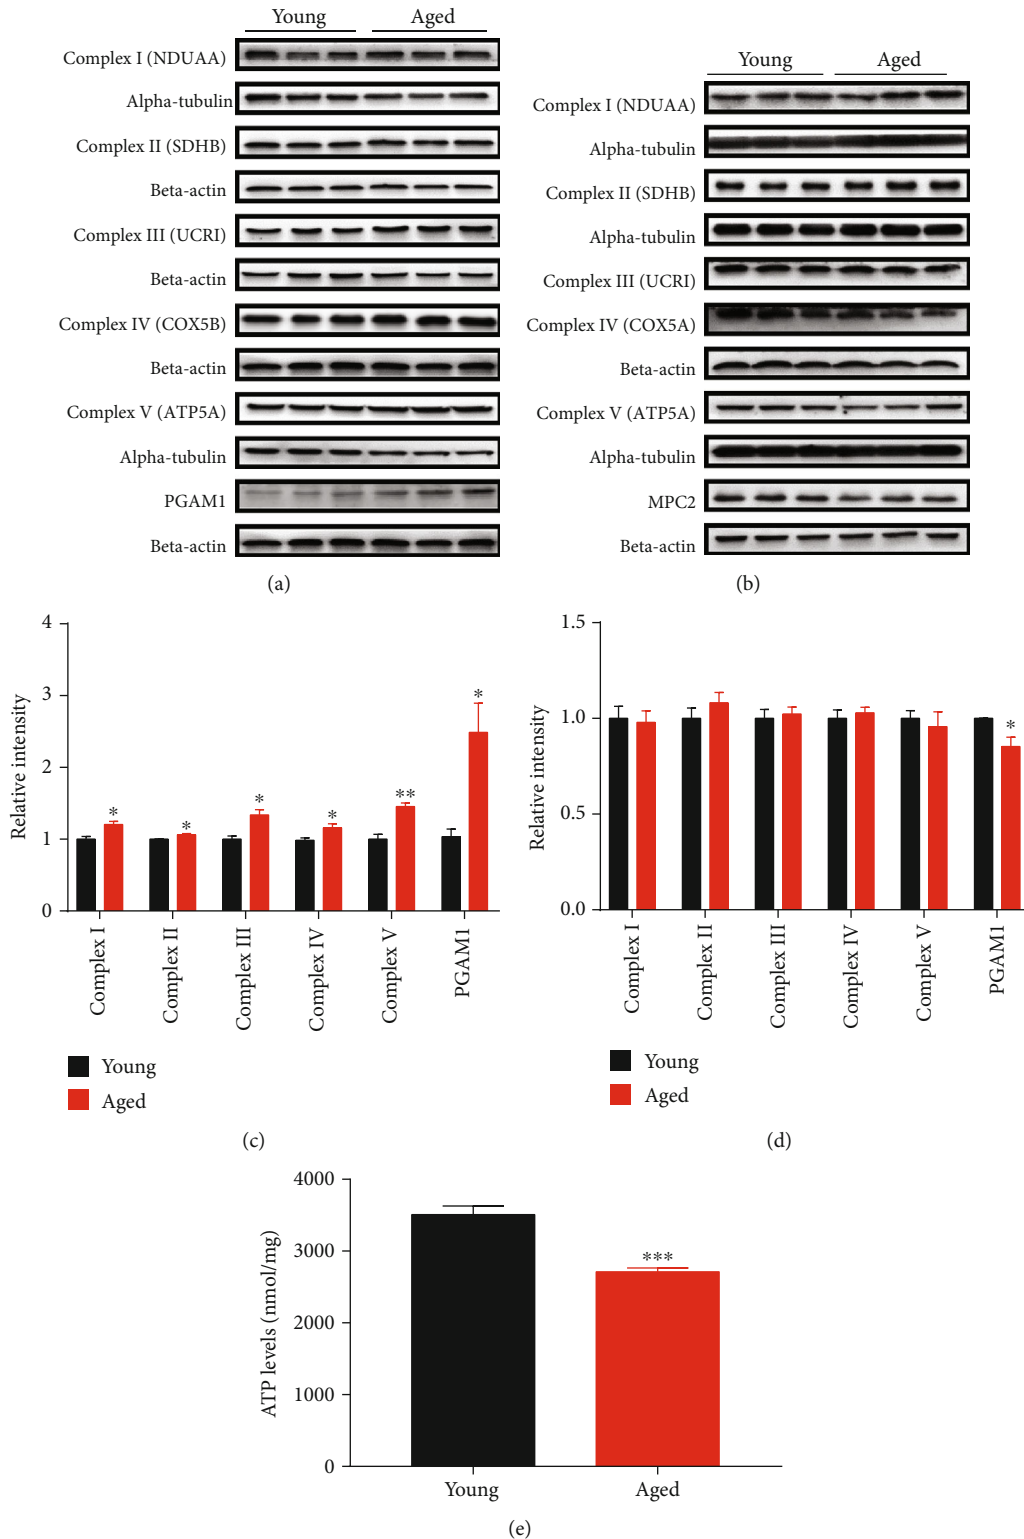 Young Aged
Complex I (NDUAA)
Alpha-tubulin
Complex II (SDHB)
Beta-actin
Complex III (UCRI)
Beta-actin
Complex IV (COX5B)
Beta-actin
Complex V (ATP5A)
Alpha-tubulin
PGAM1
Beta-actin
(a)
Young Aged
Complex I (NDUAA)
Alpha-tubulin
Complex II (SDHB)
Alpha-tubulin
Complex III (UCRI)
Complex IV (COX5A)
Beta-actin
Complex V (ATP5A)
Alpha-tubulin
MPC2
Beta-actin
(b)
4
3
2
1
0
Relative intensity
*
*
*
*
**
*
Complex I
Complex II
Complex III
Complex IV
Complex V
PGAM1
Young
Aged
(c)
1.5
1.0
0.5
0.0
Relative intensity
*
Complex I
Complex II
Complex III
Complex IV
Complex V
PGAM1
Young
Aged
(d)
4000
3000
2000
1000
0
ATP levels (nmol/mg)
***
Young Aged
(e)